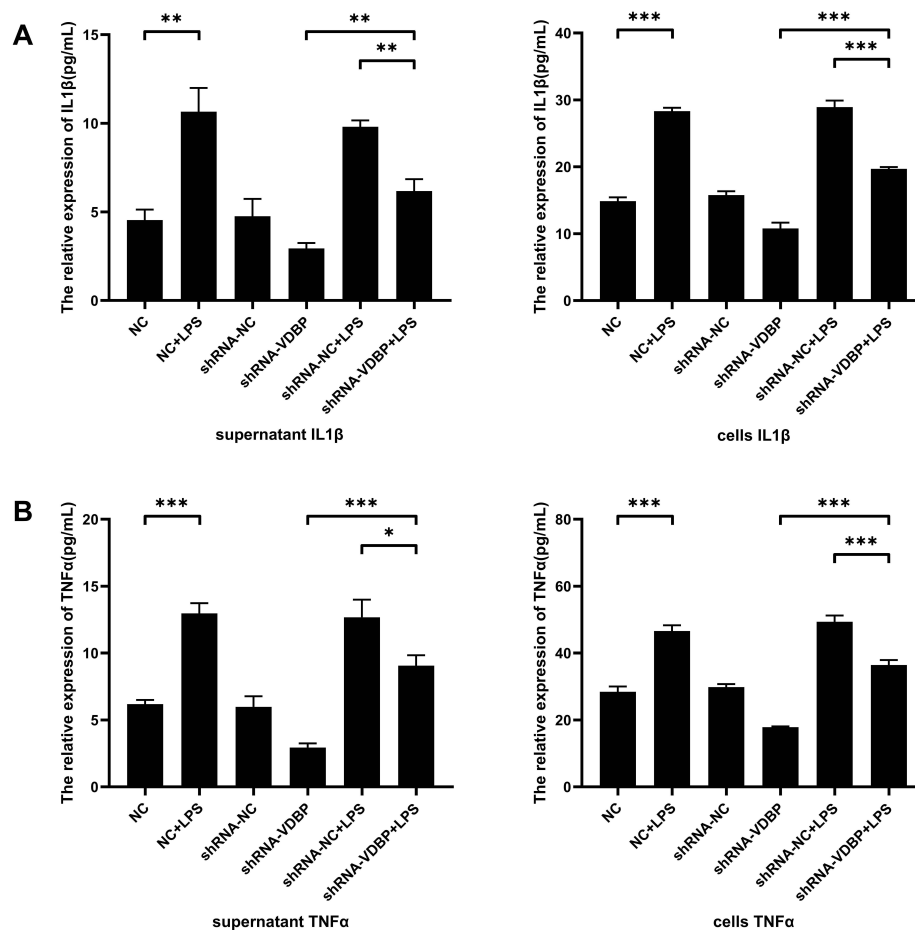 A
The relative expression of IL1β(pg/mL)
15
10
5
0
**
**
**
NC
NC+LPS
shRNA-NC
shRNA-VDBP
shRNA-NC+LPS
shRNA-VDBP+LPS
supernatant IL1β
The relative expression of IL1β(pg/mL)
40
30
20
10
0
***
***
***
NC
NC+LPS
shRNA-NC
shRNA-VDBP
shRNA-NC+LPS
shRNA-VDBP+LPS
cells IL1β
B
The relative expression of TNFα(pg/mL)
20
15
10
5
0
***
***
*
NC
NC+LPS
shRNA-NC
shRNA-VDBP
shRNA-NC+LPS
shRNA-VDBP+LPS
supernatant TNFα
The relative expression of TNFα(pg/mL)
80
60
40
20
0
***
***
***
NC
NC+LPS
shRNA-NC
shRNA-VDBP
shRNA-NC+LPS
shRNA-VDBP+LPS
cells TNFα